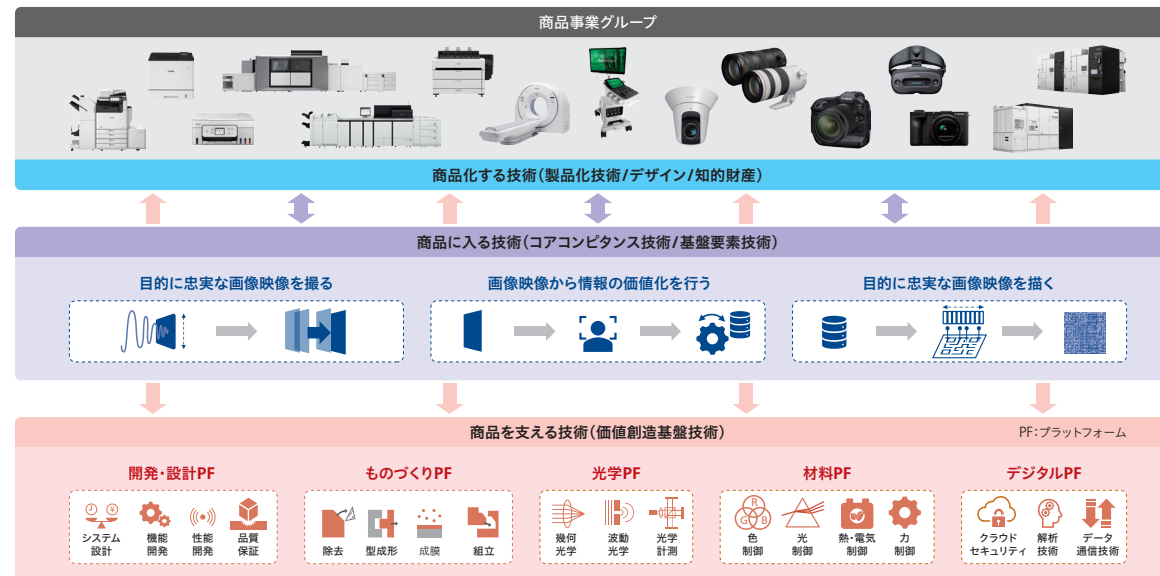 商品事業グループ
商品化する技術(製品化技術/デザイン/知的財産)
商品に入る技術(コアコンピタンス技術/基盤要素技術)
目的に忠実な画像映像を撮る
画像映像から情報の価値化を行う
目的に忠実な画像映像を描く
商品を支える技術(価値創造基盤技術)
PF:プラットフォーム
開発・設計PF
システム
設計
機能
開発
性能
開発
品質
保証
ものづくりPF
除去
型成形
成膜
組立
光学PF
幾何
光学
波動
光学
光学
計測
材料PF
R
G B
色
制御
光
制御
熱・電気
制御
力
制御
デジタルPF
クラウド
セキュリティ
解析
技術
データ
通信技術